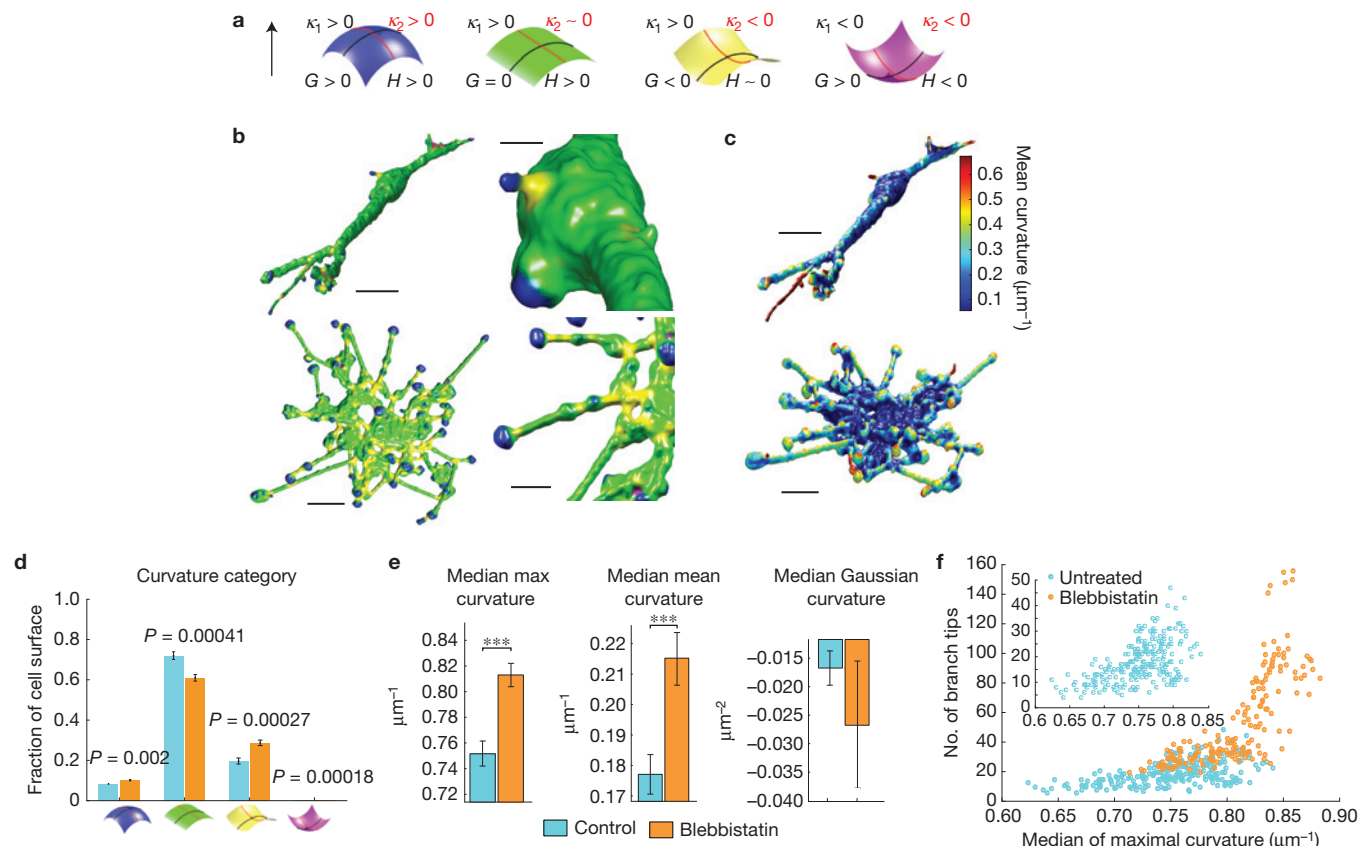 a
κ1 > 0 κ2 > 0 κ1 > 0 κ2 ~ 0 κ1 > 0 κ2 < 0 κ1 < 0 κ2 < 0
G > 0 H > 0 G = 0 H > 0 G < 0 H ~ 0 G > 0 H < 0
b
c
Mean curvature (μm⁻¹)
0.6
0.5
0.4
0.3
0.2
0.1
d
Curvature category
Fraction of cell surface
1.0
0.8
0.6
0.4
0.2
0
P = 0.002
P = 0.00041
P = 0.00027
P = 0.00018
e
Median max
curvature
μm⁻¹
***
0.84
0.82
0.80
0.78
0.76
0.74
0.72
Median mean
curvature
μm⁻¹
***
0.22
0.21
0.20
0.19
0.18
0.17
Median Gaussian
curvature
μm⁻²
–0.015
–0.020
–0.025
–0.030
–0.035
–0.040
Control Blebbistatin
f
No. of branch tips
160
140
120
100
80
60
40
20
0
Untreated
Blebbistatin
50
40
30
20
10
0
0.6 0.65 0.70 0.75 0.80 0.85
0.60 0.65 0.70 0.75 0.80 0.85 0.90
Median of maximal curvature (μm⁻¹)